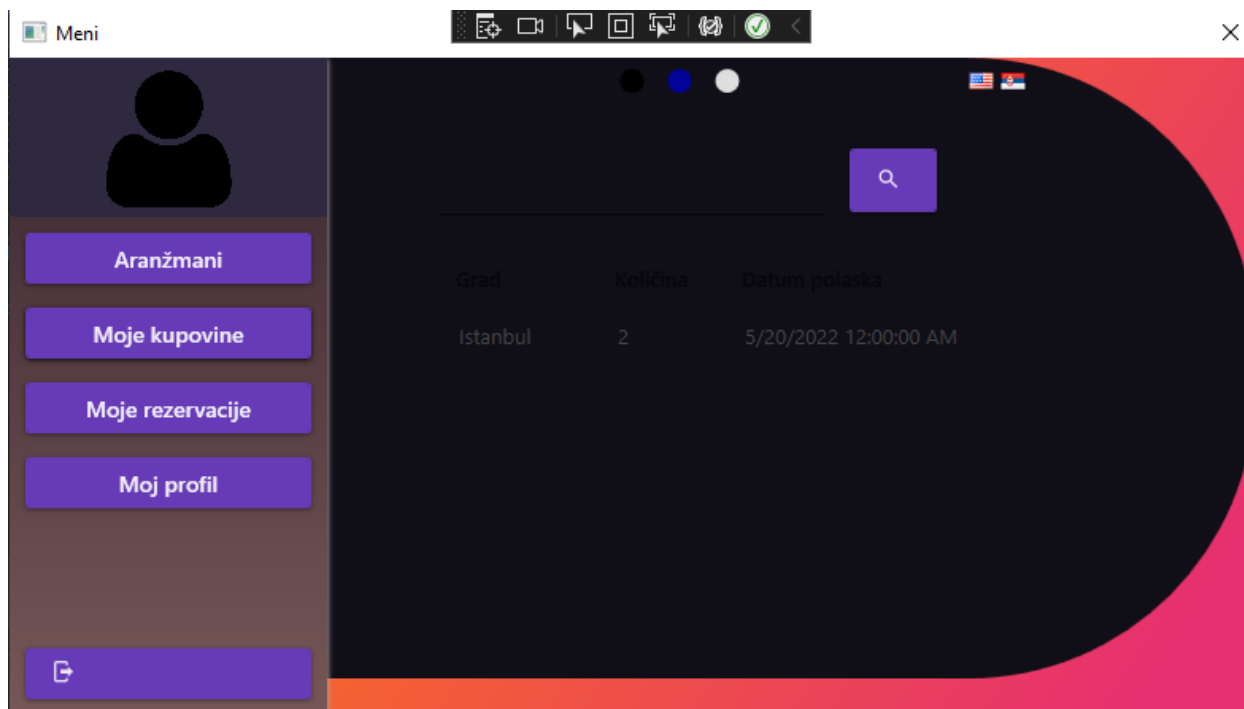 Meni
Aranžmani
Moje kupovine
Moje rezervacije
Moj profil
Grad Količina Datum polaska
Istanbul 2 5/20/2022 12:00:00 AM